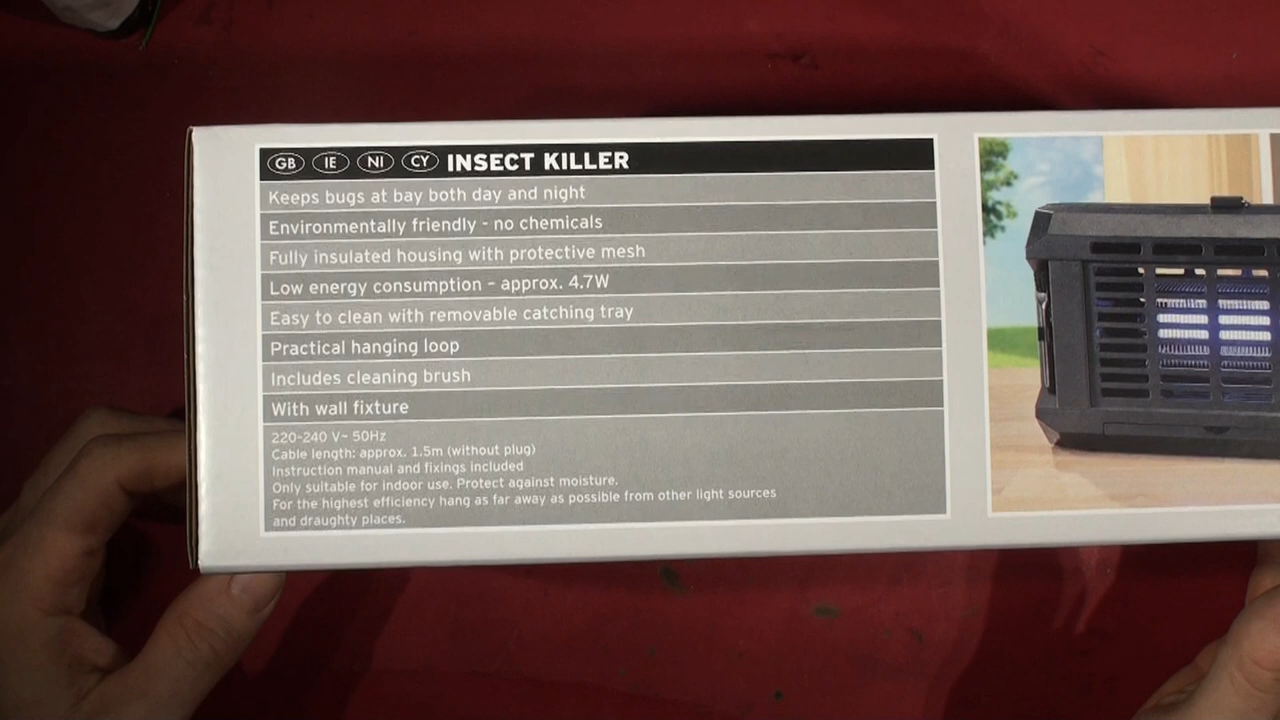 GB IE NI CY INSECT KILLER
Keeps bugs at bay both day and night
Environmentally friendly - no chemicals
Fully insulated housing with protective mesh
Low energy consumption - approx. 4.7W
Easy to clean with removable catching tray
Practical hanging loop
Includes cleaning brush
With wall fixture
220-240 V~ 50Hz
Cable length: approx. 1.5m (without plug)
Instruction manual and fixings included
Only suitable for indoor use. Protect against moisture.
For the highest efficiency hang as far away as possible from other light sources
and draughty places.